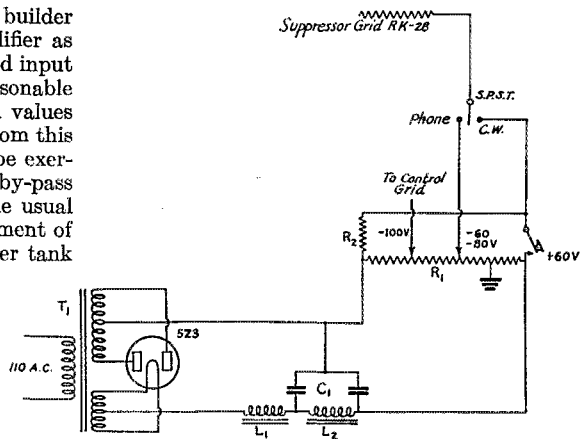 builder
lifier as
d input
sonable
values
om this
be exer-
by-pass
e usual
ment of
er tank
Suppressor Grid RK-28
S.P.S.T.
Phone
C.W.
To Control
Grid
R2
-100V
-60
-80V
R1
+60V
T1
5Z3
110 A.C.
C1
L1
L2